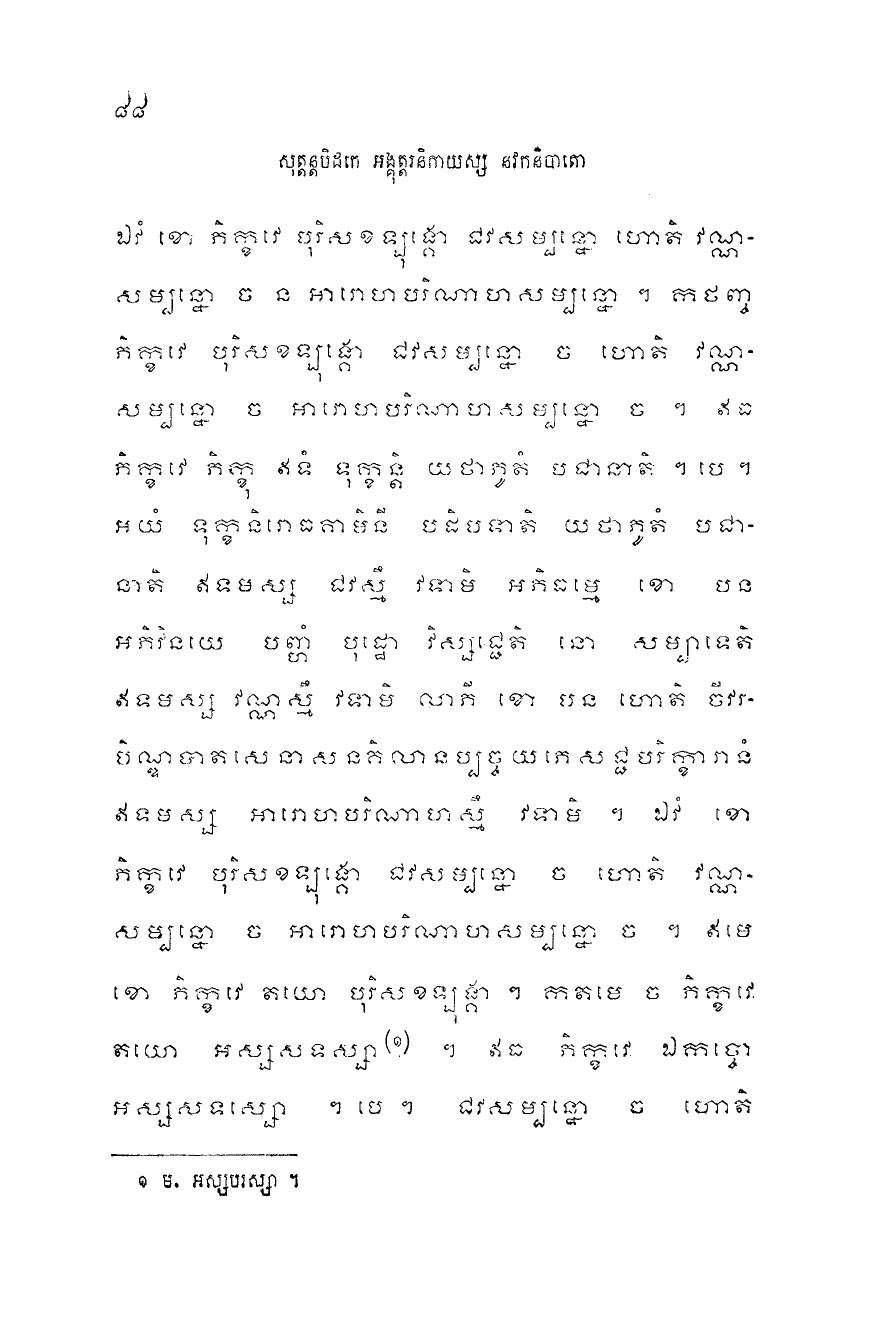 ៨៨
សុត្តន្តបិដកេ អង្គុត្តរនិកាយស្ស នវកនិបាតោ
ឯវំ ខោ ភិក្ខវេ បុរិសខឡុង្កោ ជវសម្បន្នោ ហោតិ វណ្ណ-
សម្បន្នោ ច ន អារោហបរិណាហសម្បន្នោ ។ កថញ្ច
ភិក្ខវេ បុរិសខឡុង្កោ ជវសម្បន្នោ ច ហោតិ វណ្ណ-
សម្បន្នោ ច អារោហបរិណាហសម្បន្នោ ច ។ ឥធ
ភិក្ខវេ ភិក្ខុ ឥទំ ទុក្ខន្តិ យថាភូតំ បជានាតិ ។ បេ ។
អយំ ទុក្ខនិរោធគាមិនី បដិបទាតិ យថាភូតំ បជា-
នាតិ ឥទមស្ស ជវស្មឹ វទាមិ អភិធម្មេ ខោ បន
អភិវិនយេ បញ្ហំ បុដ្ឋោ វិស្សជ្ជេតិ នោ សម្សាទេតិ
ឥទមស្ស វណ្ណស្មឹ វទាមិ លាភី ខោ បន ហោតិ ចីវរ-
បិណ្ឌបាតសេនាសនគិលានប្បច្ចយភេសជ្ជបរិក្ខារានំ
ឥទមស្ស អារោហបរិណាហស្មឹ វទាមិ ។ ឯវំ ខោ
ភិក្ខវេ បុរិសខឡុង្កោ ជវសម្បន្នោ ច ហោតិ វណ្ណ-
សម្បន្នោ ច អារោហបរិណាហសម្បន្នោ ច ។ ឥមេ
ខោ ភិក្ខវេ តយោ បុរិសខឡុង្កា ។ កតមេ ច ភិក្ខវេ
តយោ អស្សសទស្សា(១) ។ ឥធ ភិក្ខវេ ឯកច្ចោ
អស្សសទស្សោ ។ បេ ។ ជវសម្បន្នោ ច ហោតិ
១ ម. អស្សបរស្សា ។